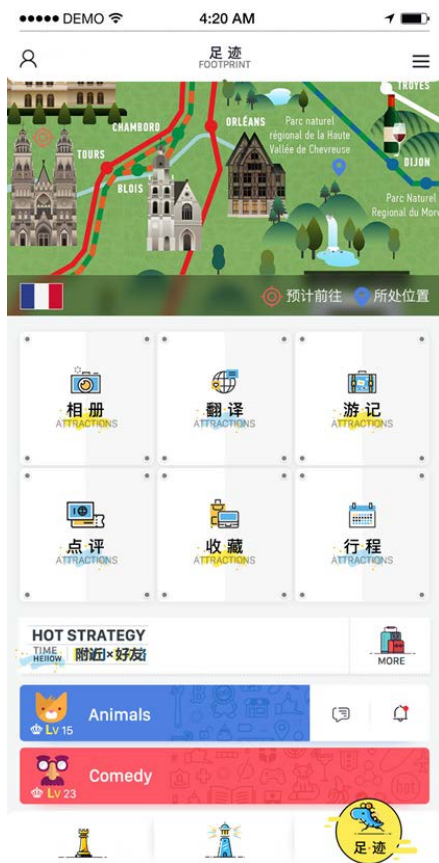 DEMO 4:20 AM
足迹
FOOTPRINT
TROYES
CHAMBORD
ORLÉANS
Parc naturel
régional de la Haute
Vallée de Chevreuse
TOURS
DIJON
BLOIS
Parc Naturel
Regional du Mor
预计前往 所处位置
相册 翻译 游记
ATTRACTIONS ATTRACTIONS ATTRACTIONS
点评 收藏 行程
ATTRACTIONS ATTRACTIONS ATTRACTIONS
HOT STRATEGY
TIME
HEllOW
附近×好友
MORE
Animals
Lv 15
Comedy
Lv 23
hot
足·迹